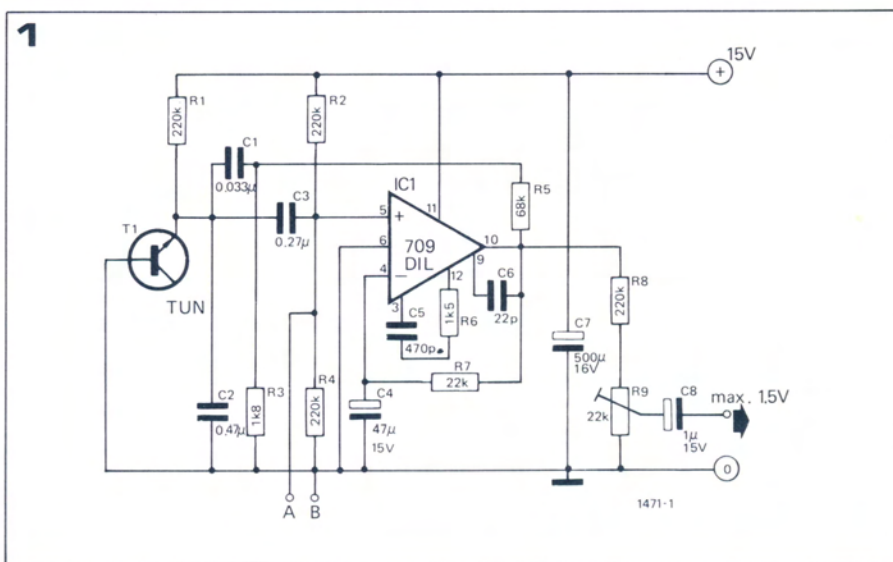 1
15V
+
R1
220k
R2
220k
C1
0,033µ
C3
0,27µ
IC1
R5
68k
T1
TUN
5
+
11
6
709
DIL
10
4
−
12
9
3
C6
22p
1k5
R6
C5
470p
R8
220k
C7
500µ
16V
R7
22k
C2
0,47µ
R3
1k8
R4
220k
C4
47µ
15V
R9
22k
C8
1µ
15V
max. 1.5V
0
A
B
1471-1